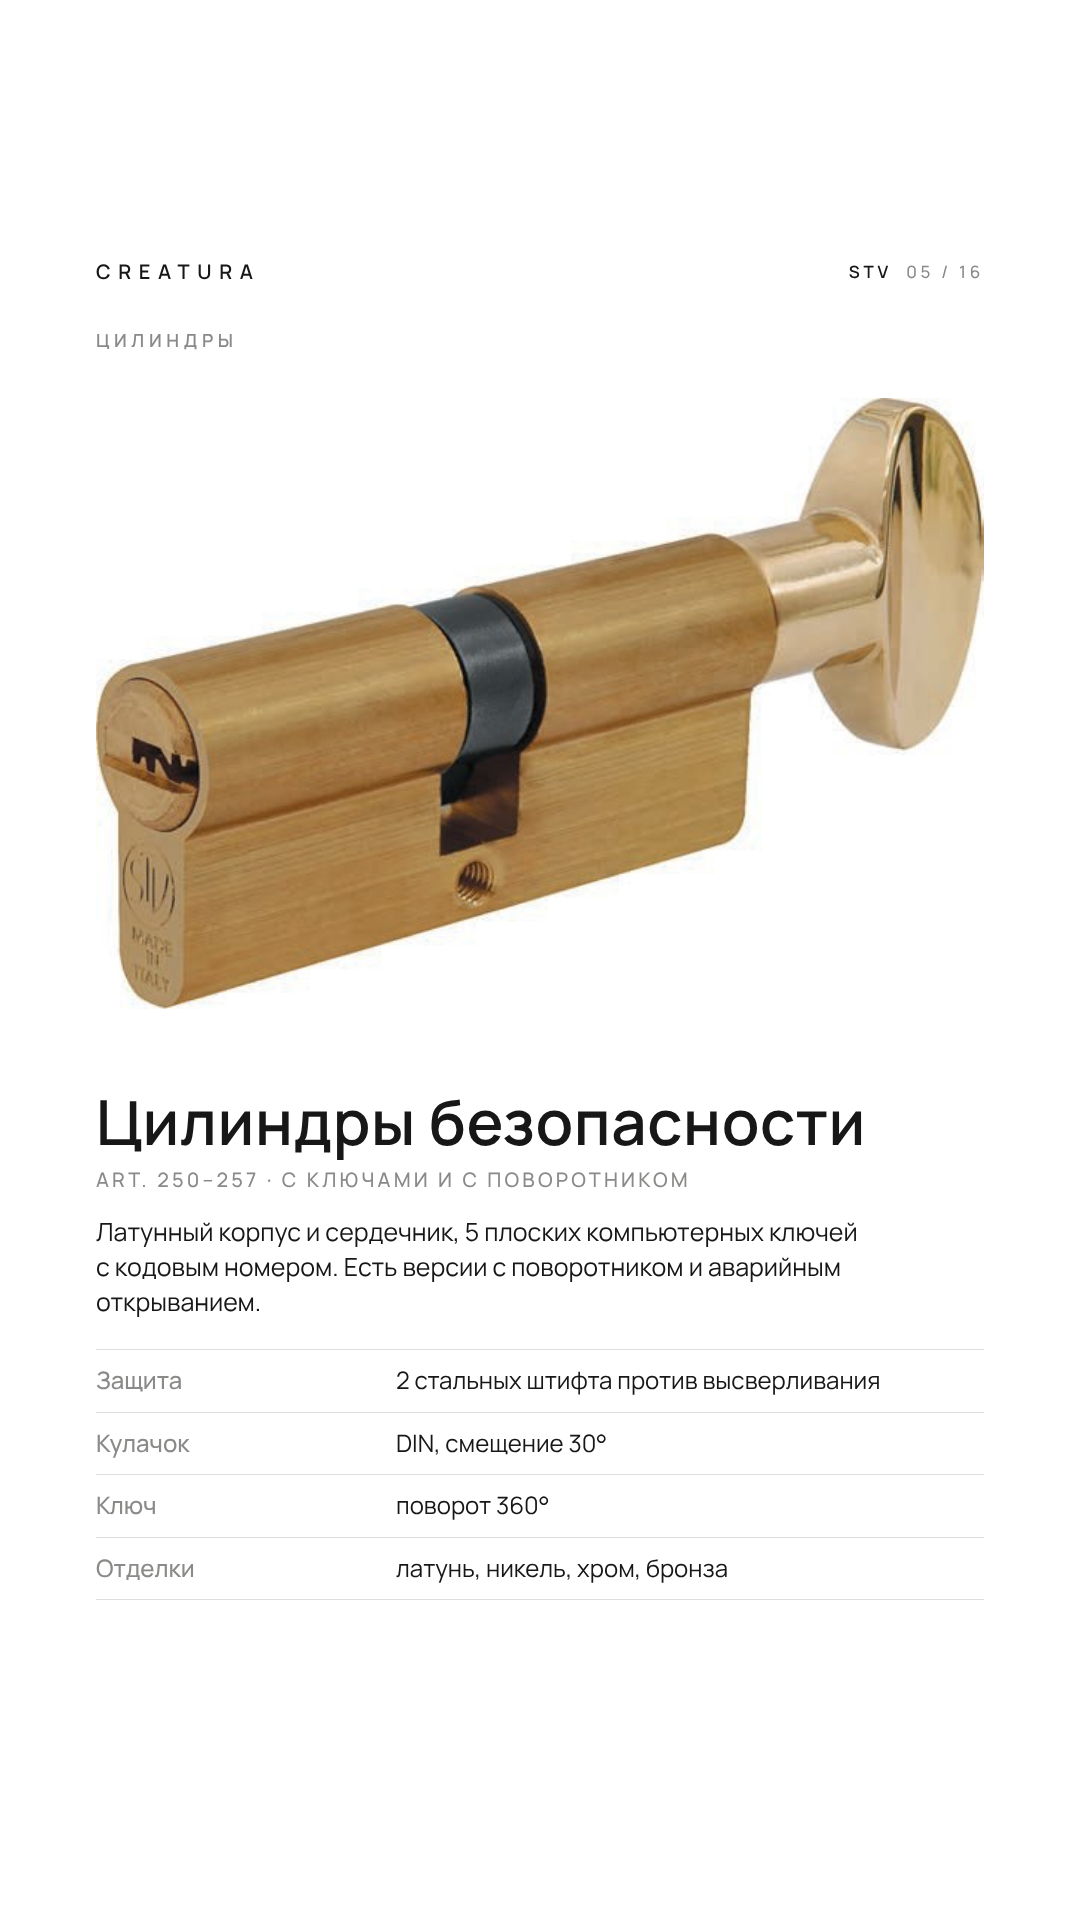 CREATURA
STV 05 / 16
ЦИЛИНДРЫ
STV
MADE
IN
ITALY
Цилиндры безопасности
ART. 250–257 · С КЛЮЧАМИ И С ПОВОРОТНИКОМ
Латунный корпус и сердечник, 5 плоских компьютерных ключей
с кодовым номером. Есть версии с поворотником и аварийным
открыванием.
Защита 2 стальных штифта против высверливания
Кулачок DIN, смещение 30°
Ключ поворот 360°
Отделки латунь, никель, хром, бронза